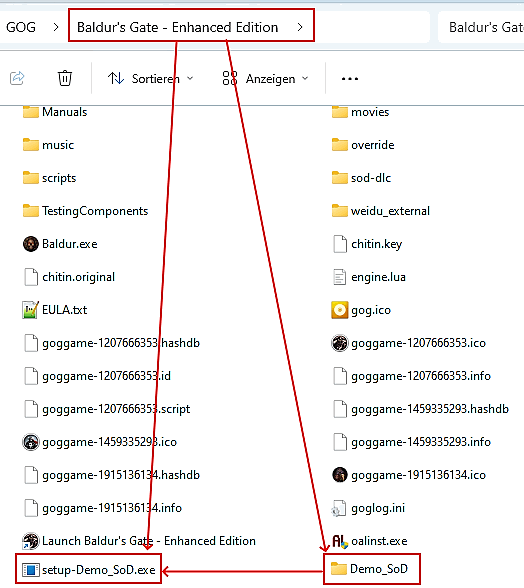 GOG > Baldur's Gate - Enhanced Edition > Baldur's Gat
Sortieren Anzeigen ...
Manuals movies
music override
scripts sod-dlc
TestingComponents weidu_external
Baldur.exe chitin.key
chitin.original engine.lua
EULA.txt gog.ico
goggame-1207666353.hashdb goggame-1207666353.ico
goggame-1207666353.id goggame-1207666353.info
goggame-1207666353.script goggame-1459335293.hashdb
goggame-1459335293.ico goggame-1459335293.info
goggame-1915136134.hashdb goggame-1915136134.ico
goggame-1915136134.info goglog.ini
Launch Baldur's Gate - Enhanced Edition oalinst.exe
setup-Demo_SoD.exe Demo_SoD